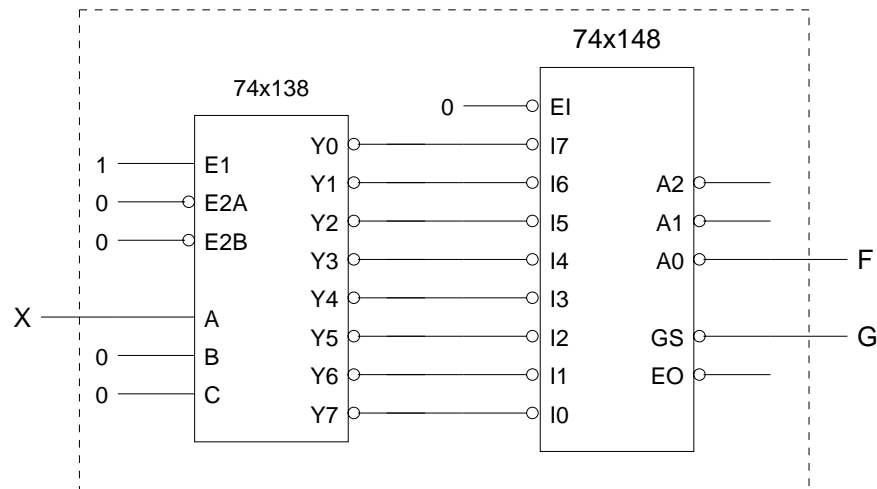 74x148
74x138
0 EI
Y0 I7
1 E1
Y1 I6 A2
0 E2A
Y2 I5 A1
0 E2B
Y3 I4 A0 F
Y4 I3
X A
Y5 I2 GS G
0 B
Y6 I1 EO
0 C
Y7 I0